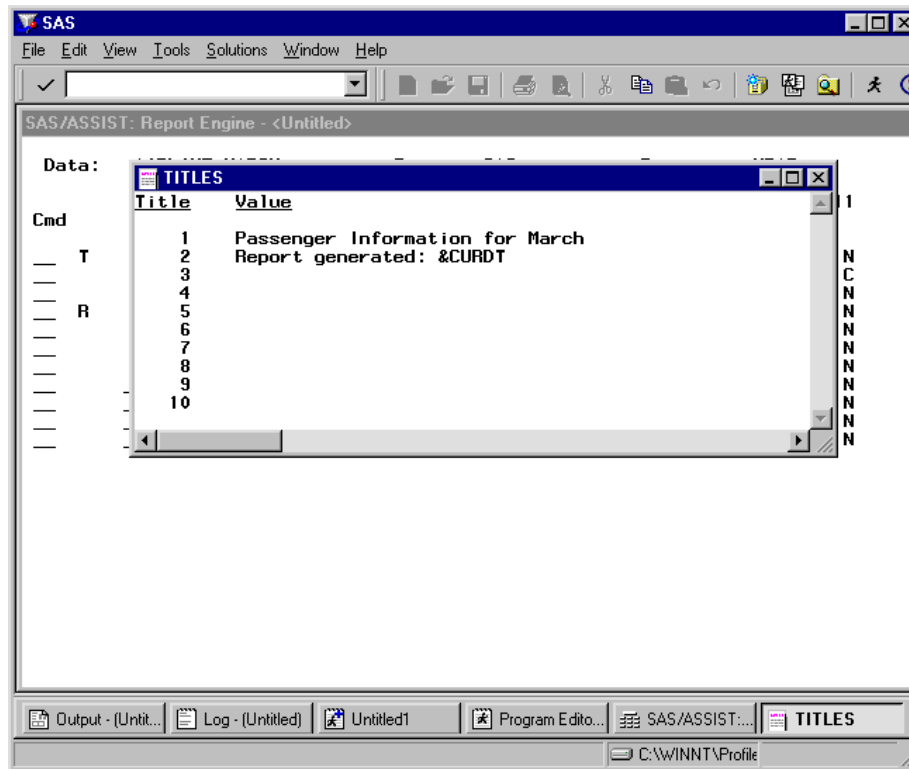 SAS
File Edit View Tools Solutions Window Help
SAS/ASSIST: Report Engine - <Untitled>
Data:
TITLES
Title Value
Cmd
1 Passenger Information for March
T 2 Report generated: &CURDT N
3 C
4 N
R 5 N
6 N
7 N
8 N
9 N
10 N
N
N
Output - (Untit... Log - (Untitled) Untitled1 Program Edito... SAS/ASSIST:... TITLES
C:\WINNT\Profile